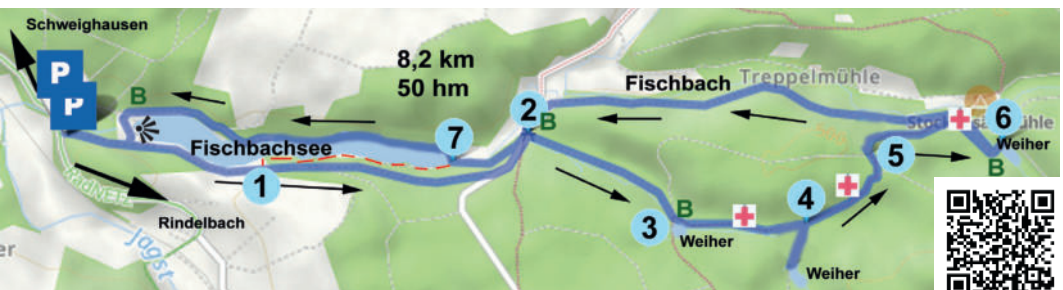 Schweighausen
P
P
B
8,2 km
50 hm
Fischbach
Treppelmühle
2
B
7
Fischbachsee
1
6
Weiher
B
5
4
B
3
Weiher
Weiher
RadNETZ
Rindelbach
Jagst